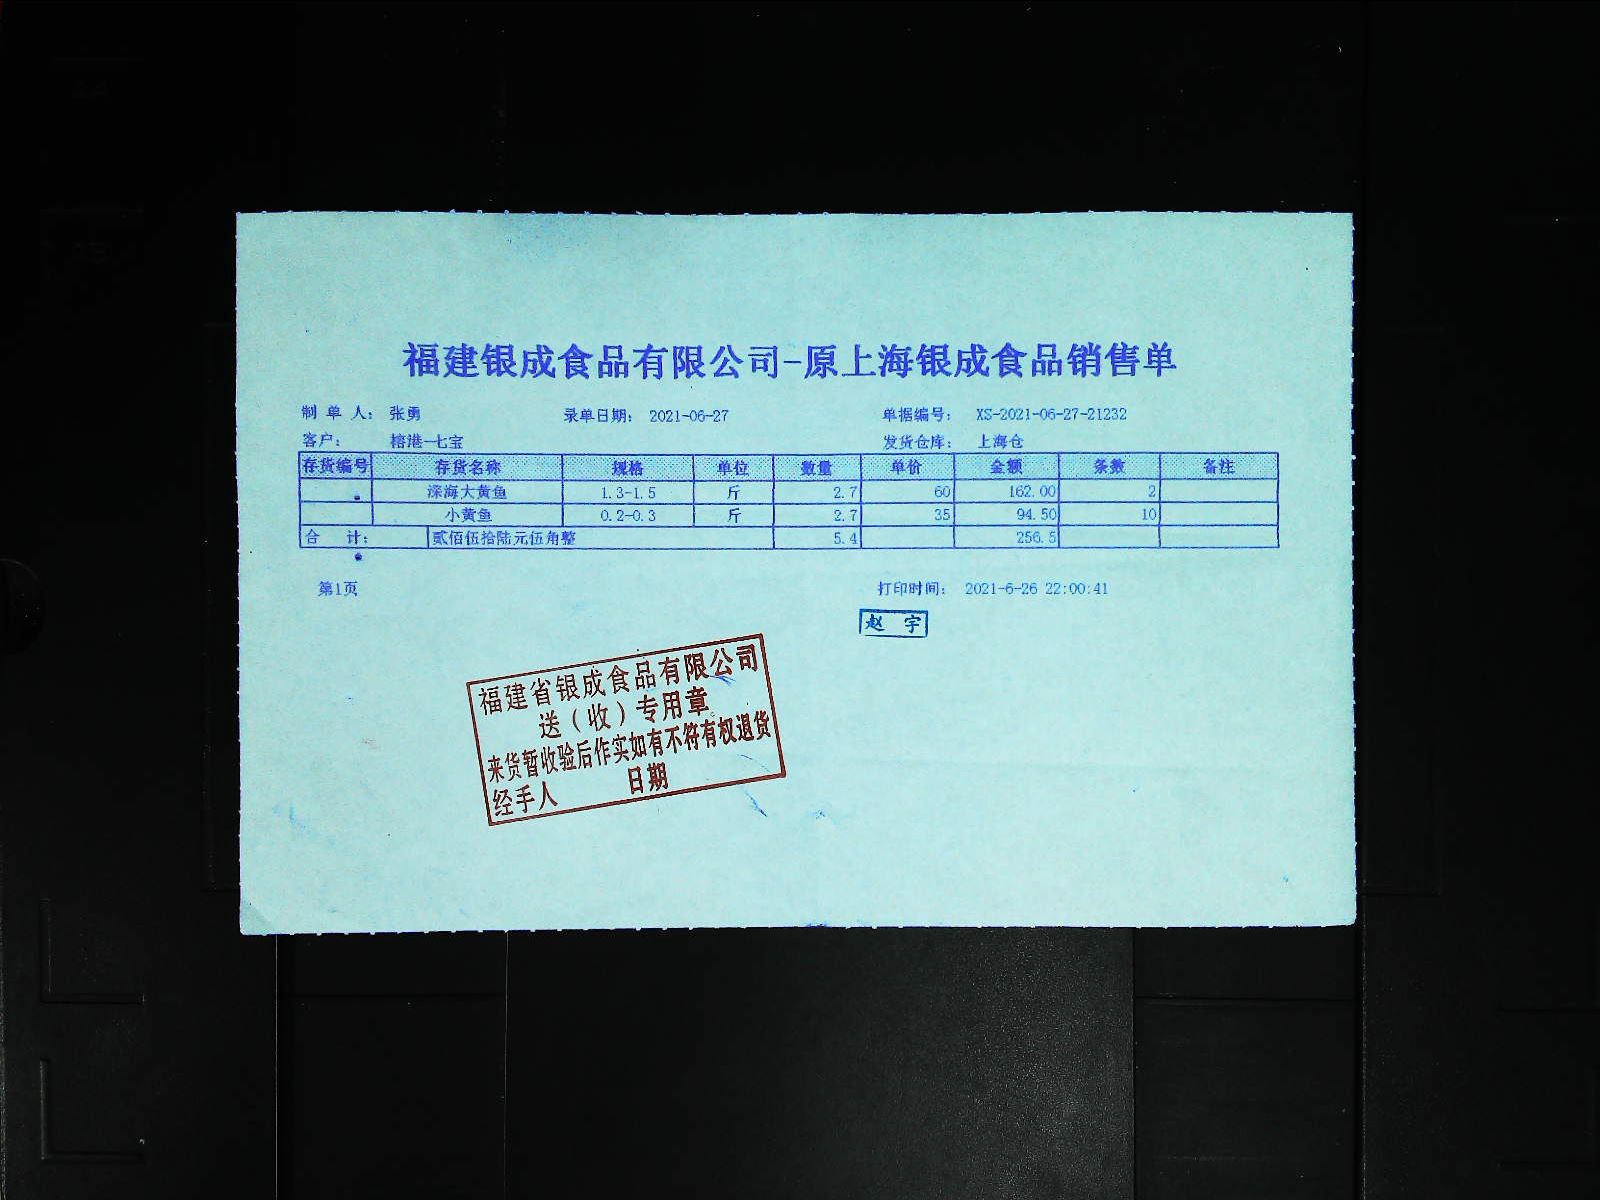 福建银成食品有限公司-原上海银成食品销售单
制 单 人: 张勇 录单日期: 2021-06-27 单据编号: XS-2021-06-27-21232
客户: 榕港-七宝 发货仓库: 上海仓
存货编号 存货名称 规格 单位 数量 单价 金额 条数 备注
深海大黄鱼 1.3-1.5 斤 2.7 60 162.00 2
小黄鱼 0.2-0.3 斤 2.7 35 94.50 10
合 计: 贰佰伍拾陆元伍角整 5.4 256.5
第1页 打印时间: 2021-6-26 22:00:41
赵 宇
福建省银成食品有限公司
送(收)专用章
来货暂收验后作实如有不符有权退货
经手人 日期